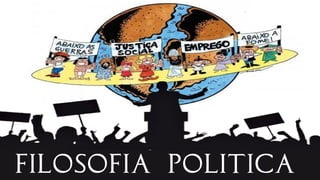 ABAIXO AS
GUERRAS
JUSTIÇA
SOCIAL
EMPREGO
ABAIXO A
FOME!
FILOSOFIA POLITICA